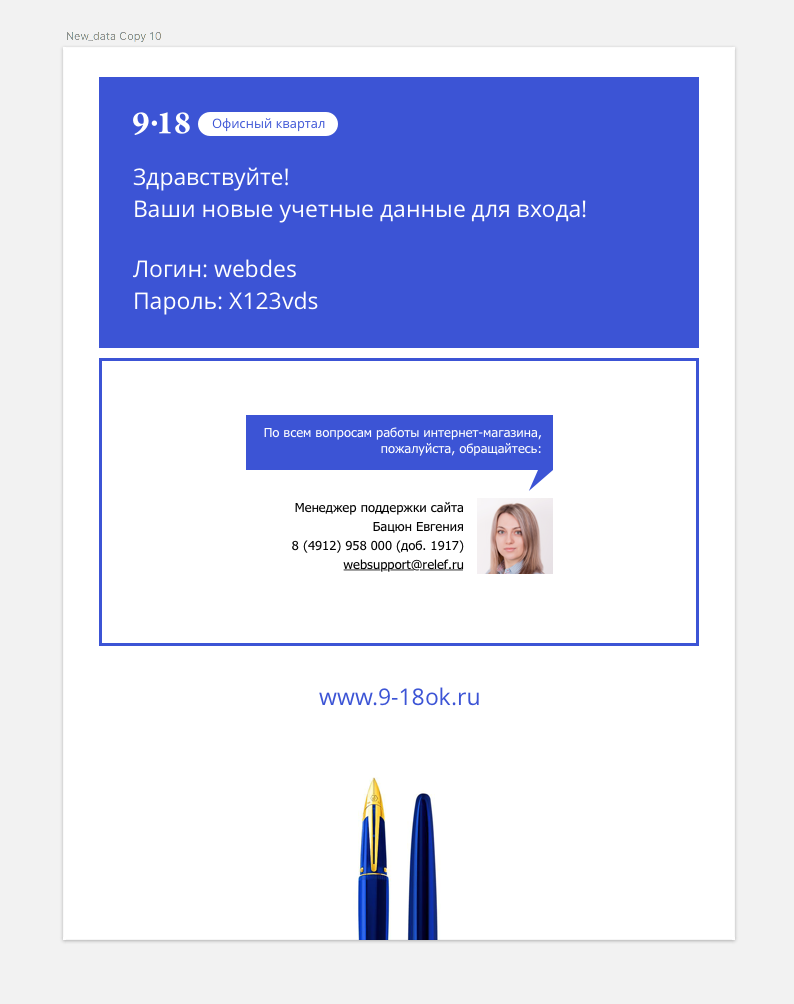 New_data Copy 10
9·18 Офисный квартал
Здравствуйте!
Ваши новые учетные данные для входа!
Логин: webdes
Пароль: X123vds
По всем вопросам работы интернет-магазина,
пожалуйста, обращайтесь:
Менеджер поддержки сайта
Бацюн Евгения
8 (4912) 958 000 (доб. 1917)
websupport@relef.ru
www.9-18ok.ru